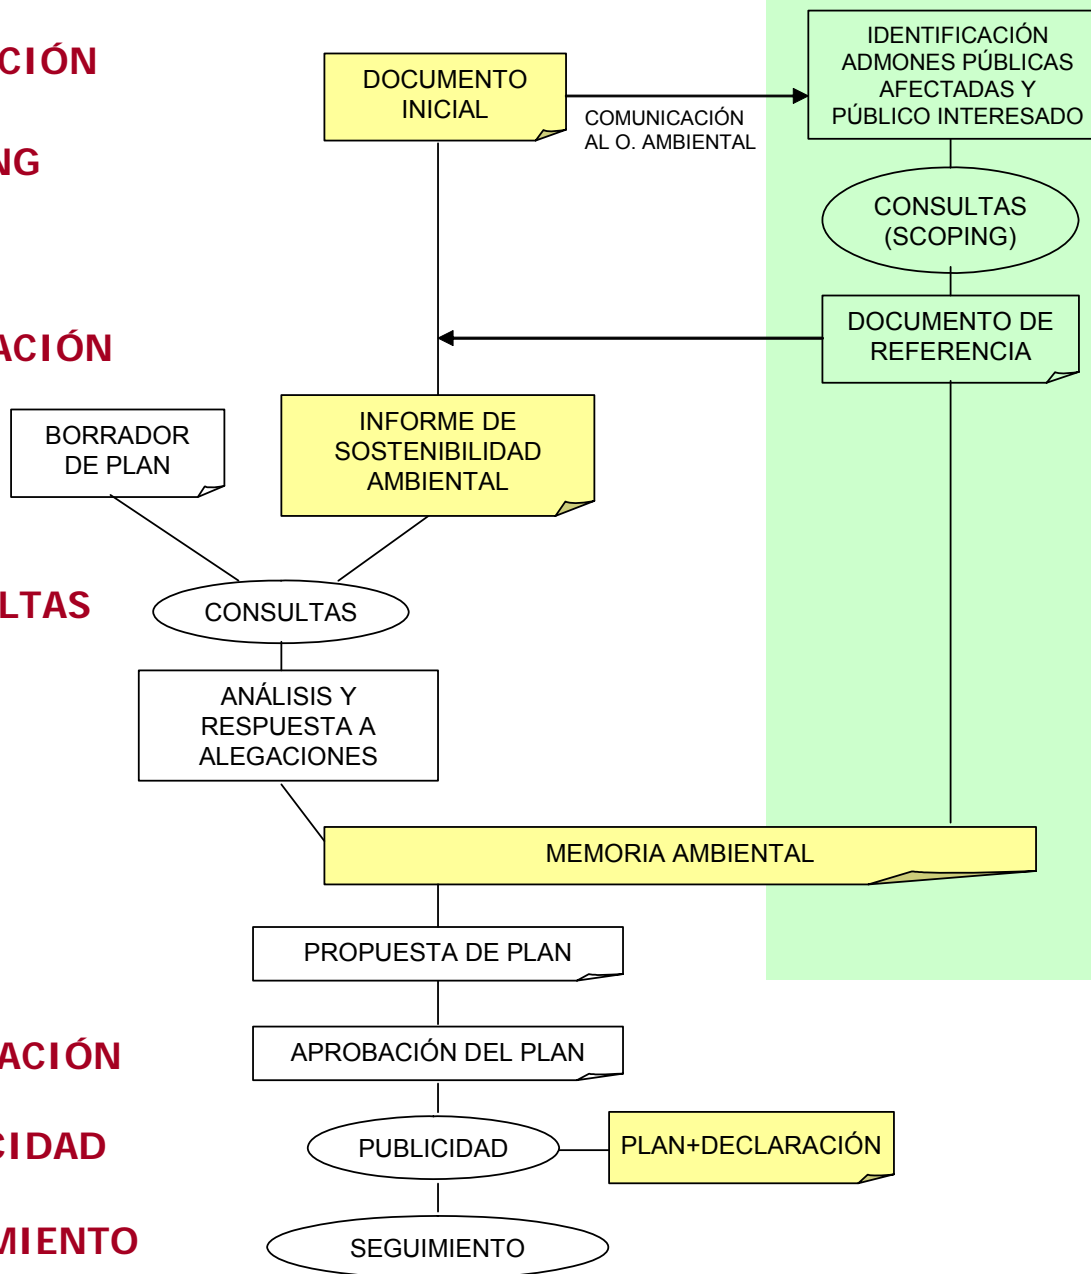 CIÓN
DOCUMENTO
INICIAL
COMUNICACIÓN
AL O. AMBIENTAL
IDENTIFICACIÓN
ADMONES PÚBLICAS
AFECTADAS Y
PÚBLICO INTERESADO
NG
CONSULTAS
(SCOPING)
DOCUMENTO DE
REFERENCIA
ACIÓN
BORRADOR
DE PLAN
INFORME DE
SOSTENIBILIDAD
AMBIENTAL
LTAS
CONSULTAS
ANÁLISIS Y
RESPUESTA A
ALEGACIONES
MEMORIA AMBIENTAL
PROPUESTA DE PLAN
ACIÓN
APROBACIÓN DEL PLAN
CIDAD
PUBLICIDAD
PLAN+DECLARACIÓN
MIENTO
SEGUIMIENTO